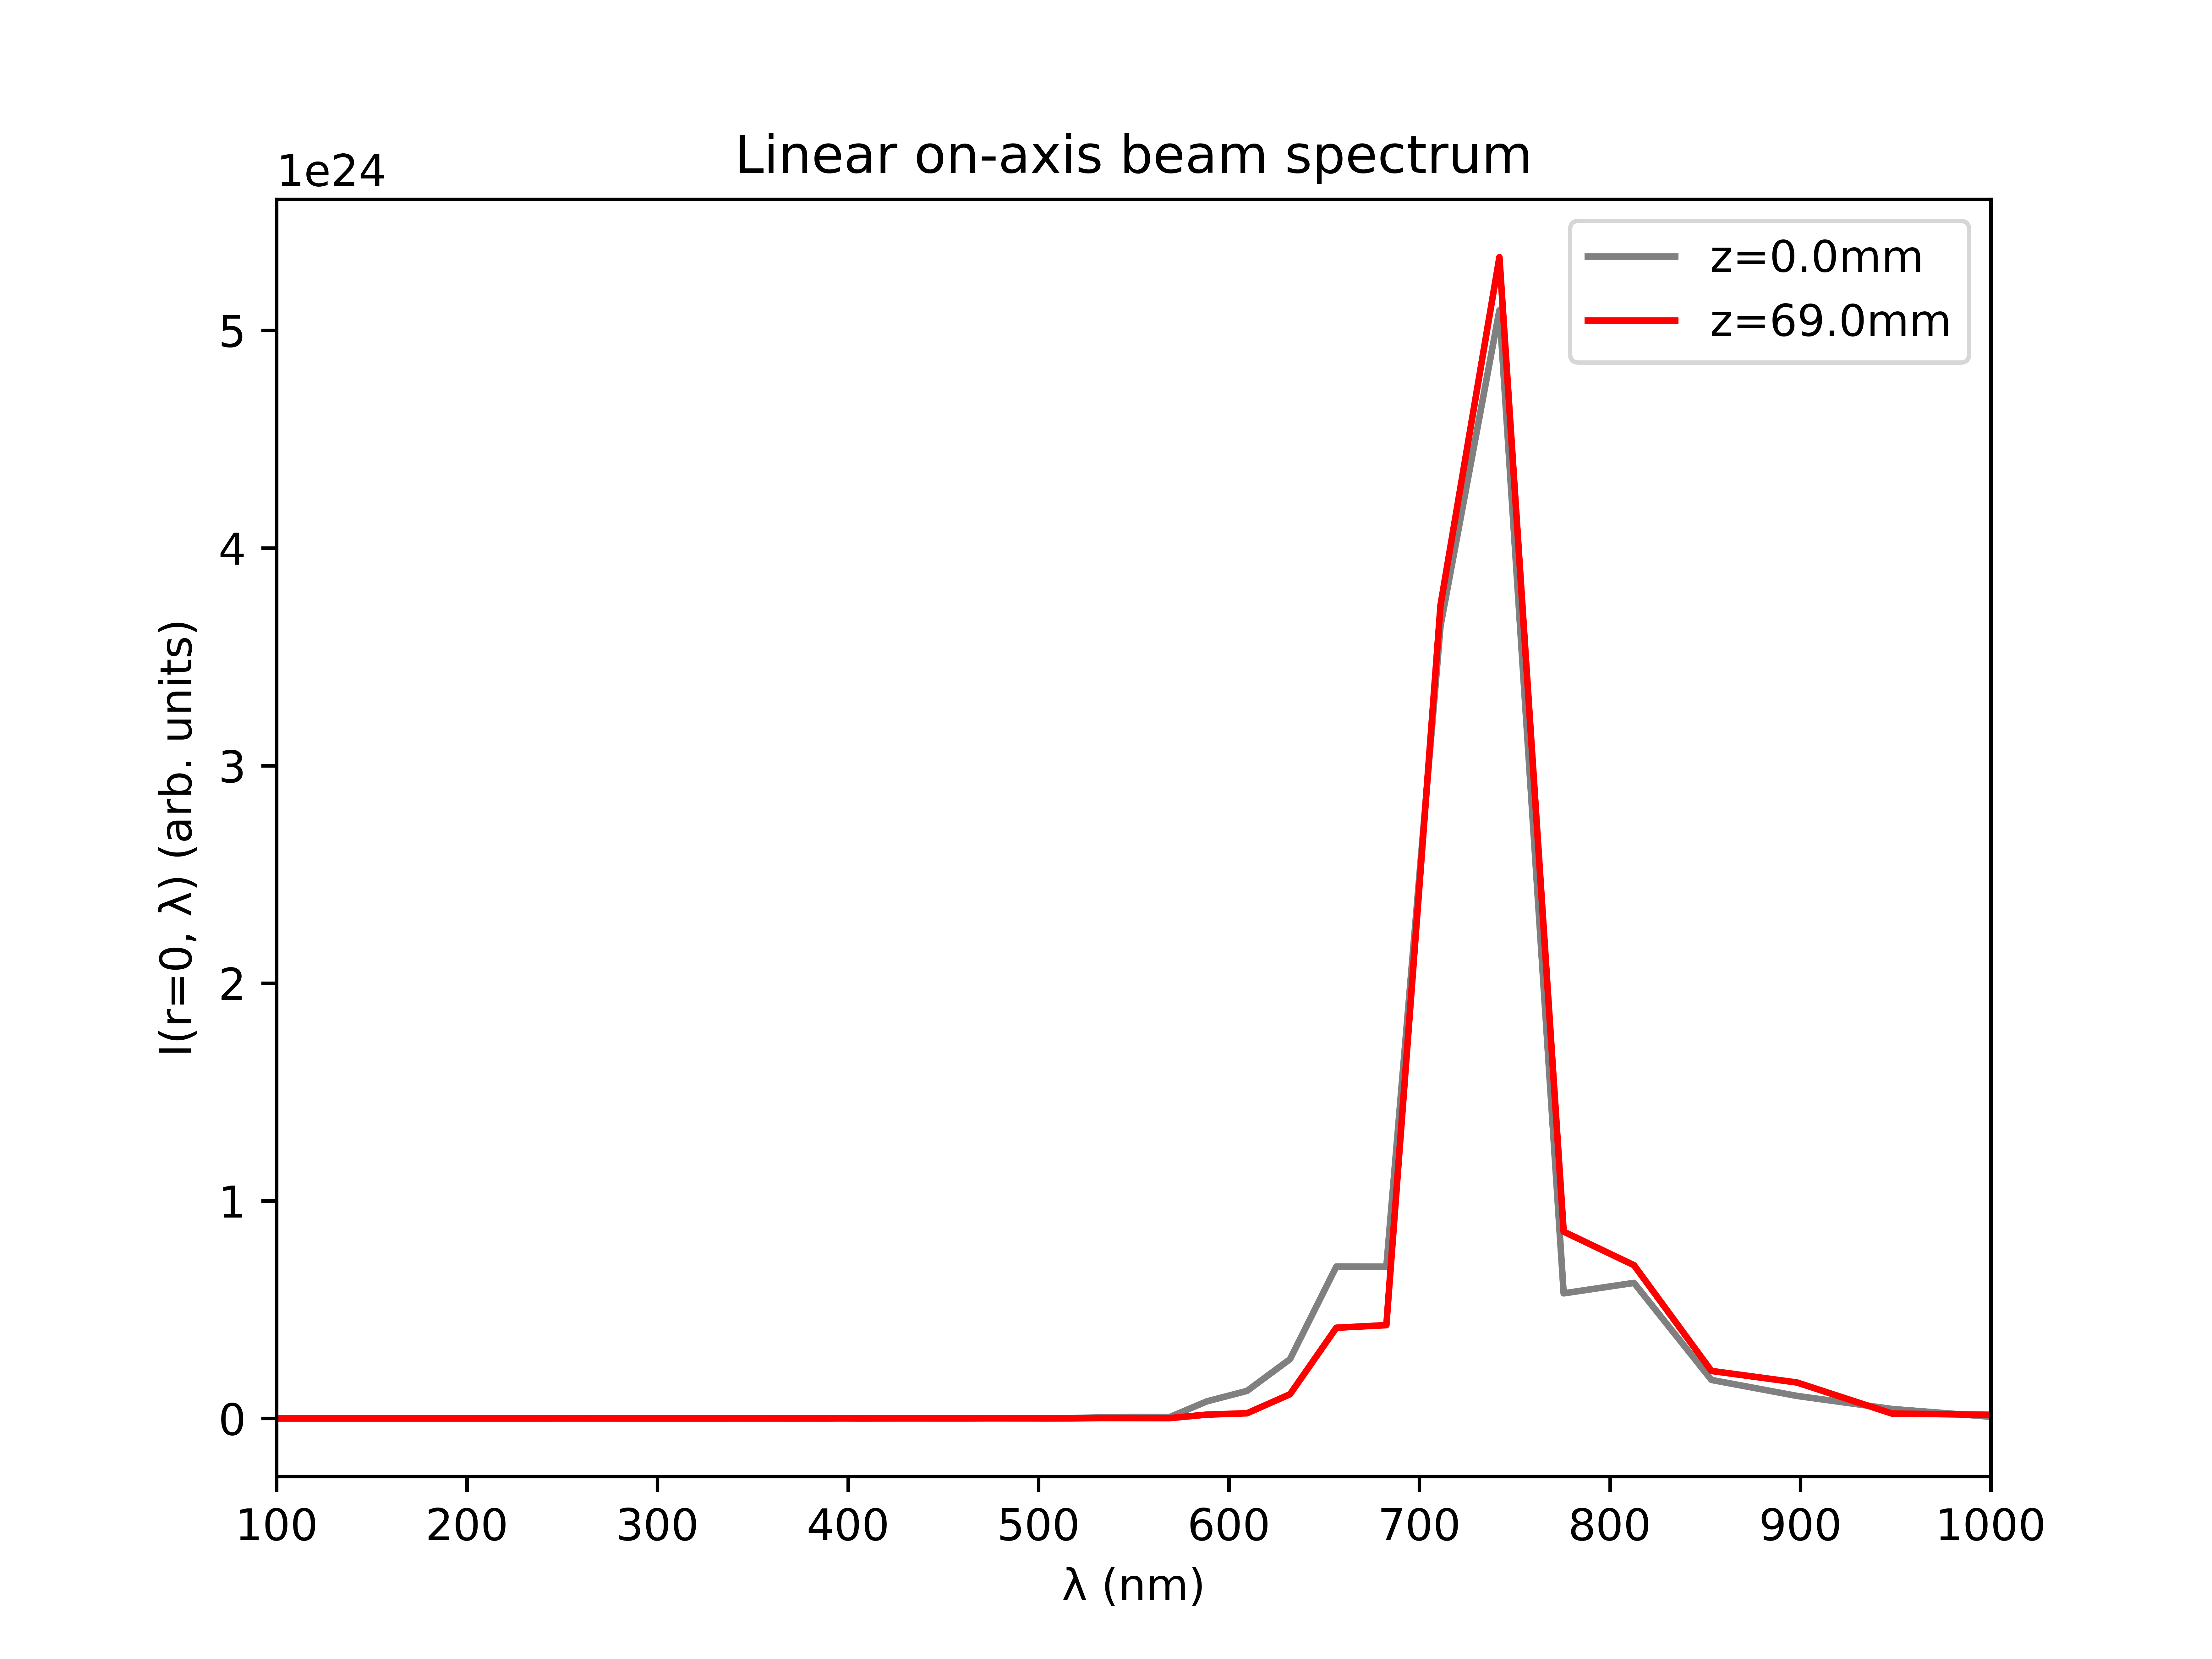 Linear on-axis beam spectrum
1e24
z=0.0mm
z=69.0mm
5
4
3
2
1
0
I(r=0, λ) (arb. units)
100 200 300 400 500 600 700 800 900 1000
λ (nm)